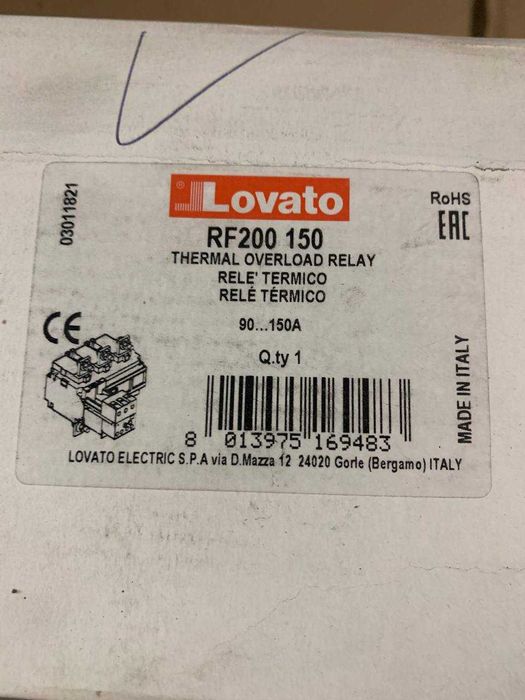 Lovato
RoHS
EAC
03011821
RF200 150
THERMAL OVERLOAD RELAY
RELE' TERMICO
RELÉ TÉRMICO
90...150A
CE
Q.ty 1
MADE IN ITALY
8 013975 169483
LOVATO ELECTRIC S.P.A via D.Mazza 12 24020 Gorle (Bergamo) ITALY